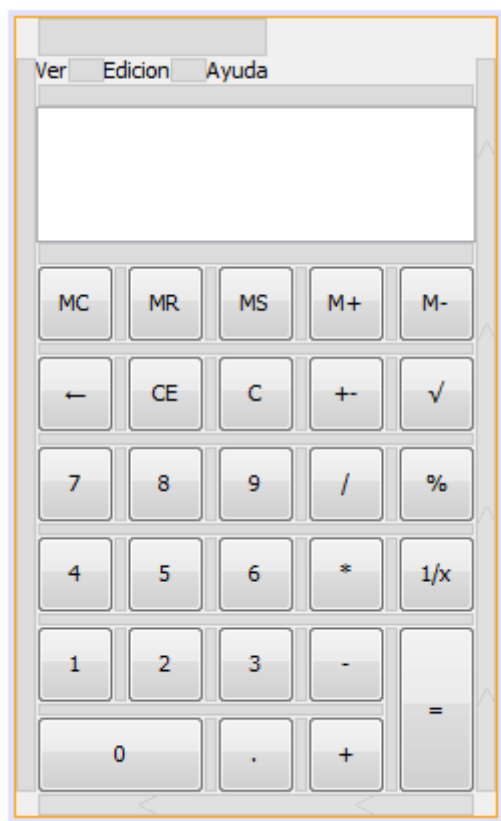 Ver Edicion Ayuda
MC MR MS M+ M-
← CE C +- √
7 8 9 / %
4 5 6 * 1/x
1 2 3 - =
0 . +